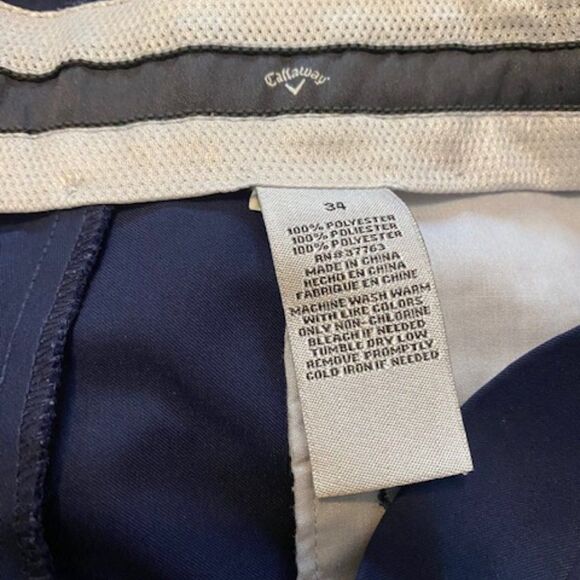 Callaway
34
100% POLYESTER
100% POLIESTER
100% POLYESTER
RN#37763
MADE IN CHINA
HECHO EN CHINA
FABRIQUE EN CHINE
MACHINE WASH WARM
WITH LIKE COLORS
ONLY NON-CHLORINE
BLEACH IF NEEDED
TUMBLE DRY LOW
REMOVE PROMPTLY
COLD IRON IF NEEDED